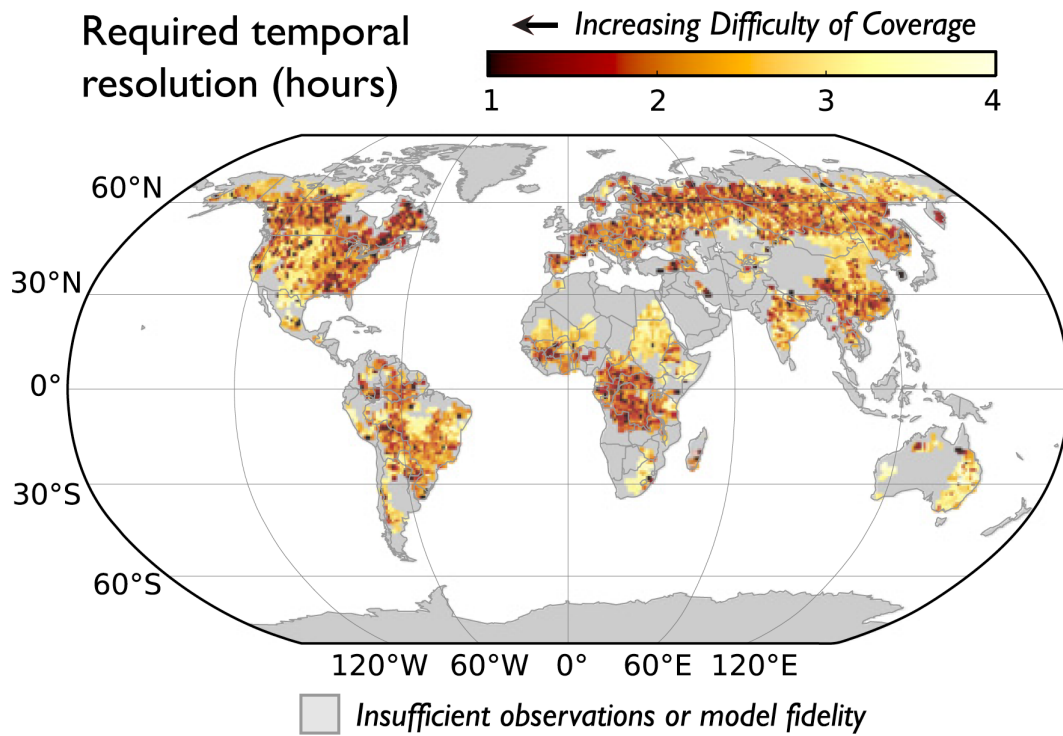 Required temporal
resolution (hours)
Increasing Difficulty of Coverage
1 2 3 4
60°N
30°N
0°
30°S
60°S
120°W 60°W 0° 60°E 120°E
Insufficient observations or model fidelity